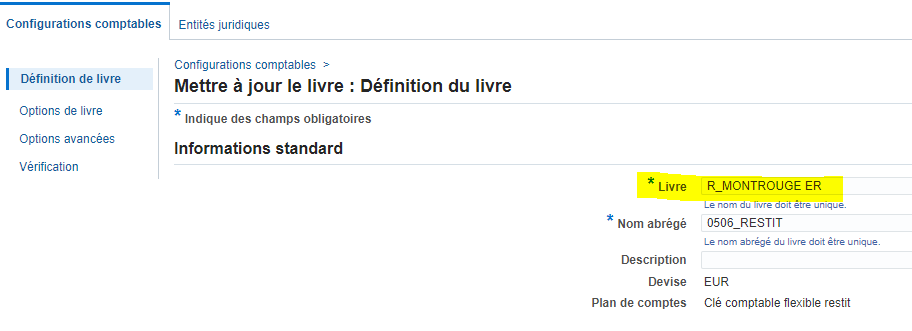 Configurations comptables
Entités juridiques
Définition de livre
Options de livre
Options avancées
Vérification
Configurations comptables >
Mettre à jour le livre : Définition du livre
* Indique des champs obligatoires
Informations standard
* Livre R_MONTROUGE ER
Le nom du livre doit être unique.
* Nom abrégé 0506_RESTIT
Le nom abrégé du livre doit être unique.
Description
Devise EUR
Plan de comptes Clé comptable flexible restit